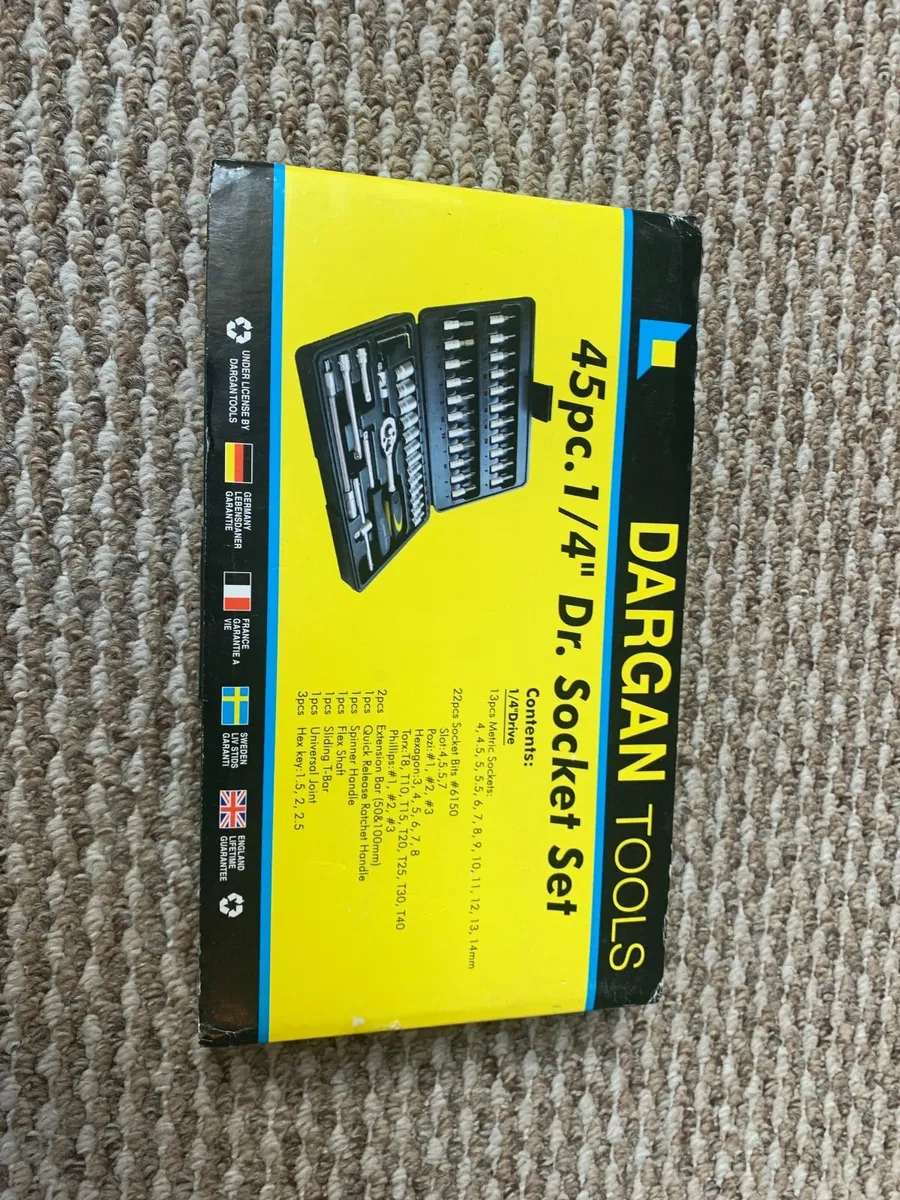 DARGAN TOOLS
45pc. 1/4" Dr. Socket Set
Contents:
1/4"Drive
13pcs Metric Sockets:
4, 4.5, 5, 5.5, 6, 7, 8, 9, 10, 11, 12, 13, 14mm
22pcs Socket Bits #6150
Slot:4,5.5,7
Pozi:#1, #2, #3
Hexagon:3, 4, 5, 6, 7, 8
Torx:T8, T10, T15, T20, T25, T30, T40
Phillips:#1, #2, #3
2pcs Extension Bar (50&100mm)
1pcs Quick Release Ratchet Handle
1pcs Spinner Handle
1pcs Flex Shaft
1pcs Sliding T-Bar
1pcs Universal Joint
3pcs Hex key:1.5, 2, 2.5
UNDER LICENSE BY
DARGANTOOLS
GERMANY
LEBENSDANER
GARANTIE
FRANCE
GARANTIE A
VIE
SWEDEN
LIV STIDS
GARANTI
ENGLAND
LIFETIME
GUARANTEE